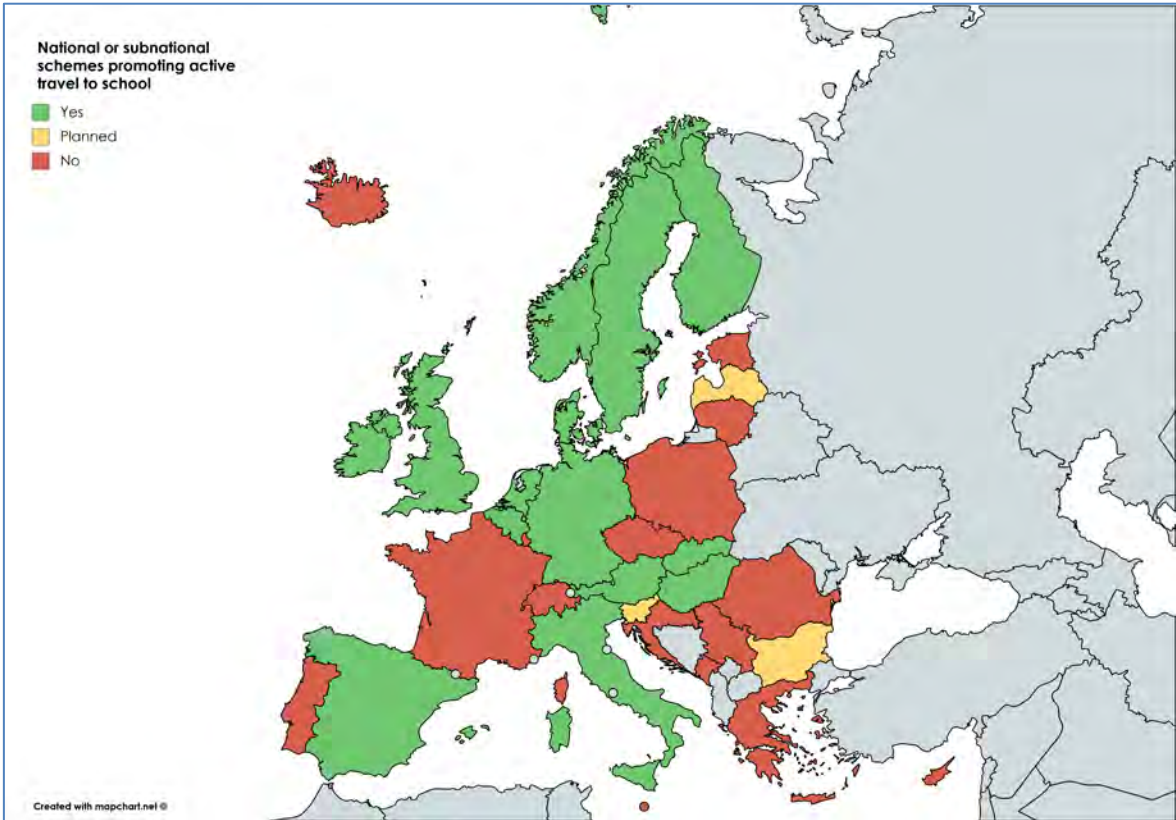 National or subnational
schemes promoting active
travel to school
Yes
Planned
No
Created with mapchart.net ©